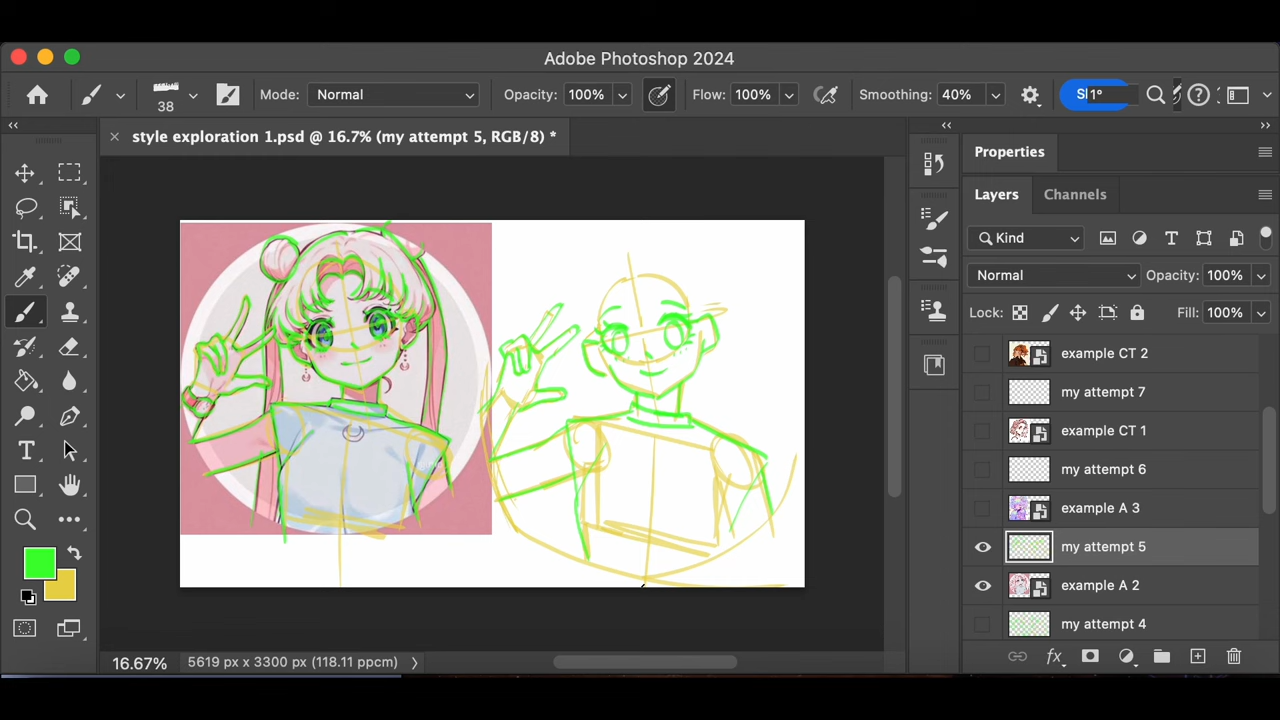 Adobe Photoshop 2024
38
Mode: Normal
Opacity: 100%
Flow: 100%
Smoothing: 40%
1°
style exploration 1.psd @ 16.7% (my attempt 5, RGB/8) *
Properties
Layers
Channels
Kind
Normal
Opacity: 100%
Lock:
Fill: 100%
example CT 2
my attempt 7
example CT 1
my attempt 6
example A 3
my attempt 5
example A 2
my attempt 4
16.67%
5619 px x 3300 px (118.11 ppcm)